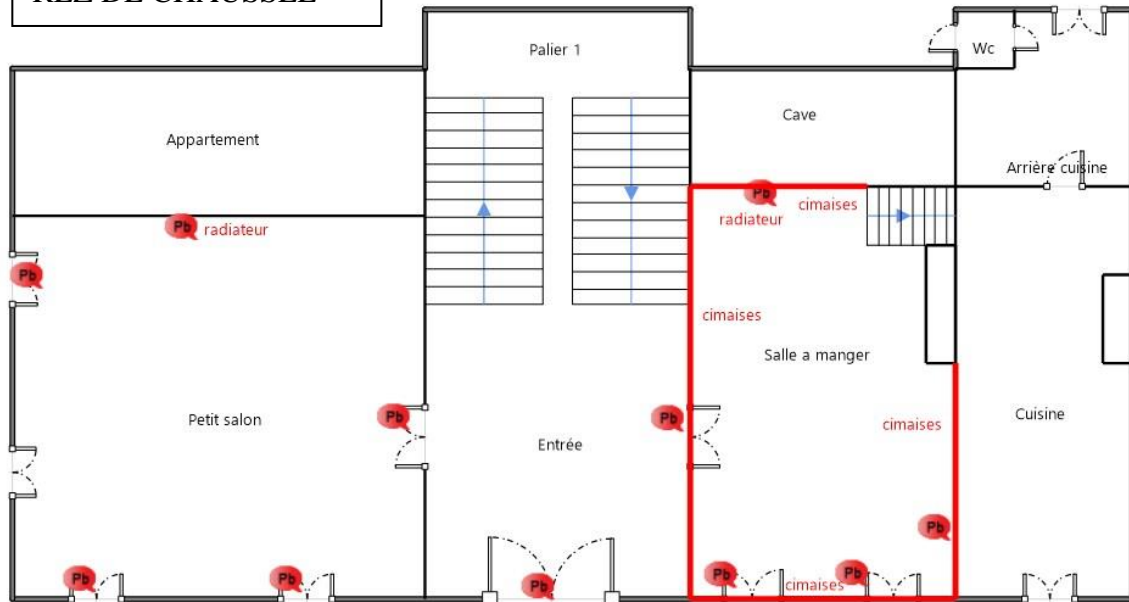 REZ DE CHAUSSEE
Palier 1
Wc
Cave
Appartement
Arrière cuisine
Pb
cimaises
Pb radiateur
radiateur
Pb
cimaises
Salle a manger
Pb
Pb
Petit salon
Cuisine
cimaises
Entrée
Pb
Pb
Pb
Pb
Pb
Pb
cimaises